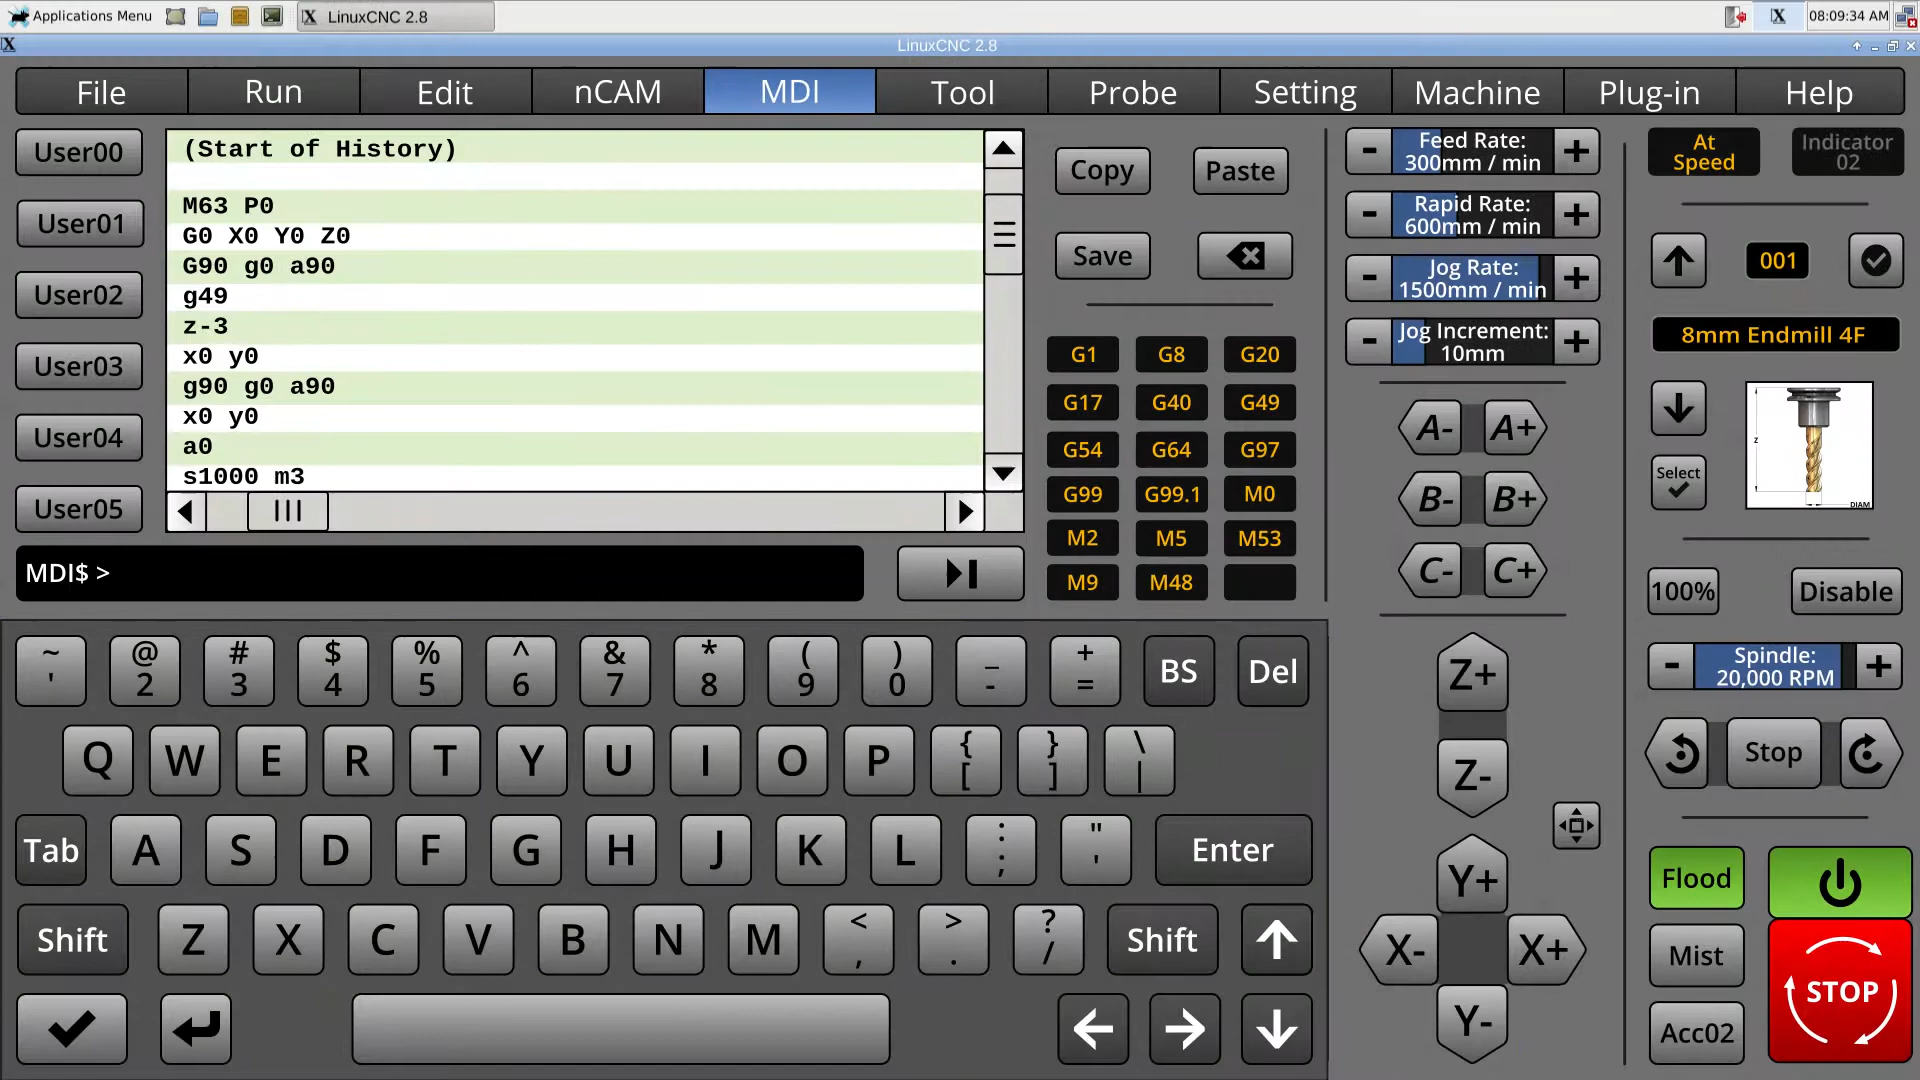 Applications Menu
X LinuxCNC 2.8
X
08:09:34 AM
X
LinuxCNC 2.8
File
Run
Edit
nCAM
MDI
Tool
Probe
Setting
Machine
Plug-in
Help
User00
User01
User02
User03
User04
User05
(Start of History)
M63 P0
G0 X0 Y0 Z0
G90 g0 a90
g49
z-3
x0 y0
g90 g0 a90
x0 y0
a0
s1000 m3
MDI$ >
Copy
Paste
Save
G1 G8 G20
G17 G40 G49
G54 G64 G97
G99 G99.1 M0
M2 M5 M53
M9 M48
- Feed Rate: +
300mm / min
- Rapid Rate: +
600mm / min
- Jog Rate: +
1500mm / min
- Jog Increment: +
10mm
A- A+
B- B+
C- C+
Z+
Z-
Y+
X- X+
Y-
At
Speed
Indicator
02
001
8mm Endmill 4F
Select
Z
DIAM
100%
Disable
- Spindle: +
20,000 RPM
Stop
Flood
Mist
Acc02
STOP
~ @ # $ % ^ & * ( ) _ +
' 2 3 4 5 6 7 8 9 0 - =
BS Del
Q W E R T Y U I O P { } \
[ ] |
Tab A S D F G H J K L : " Enter
; '
Shift Z X C V B N M < > ? Shift
, . /